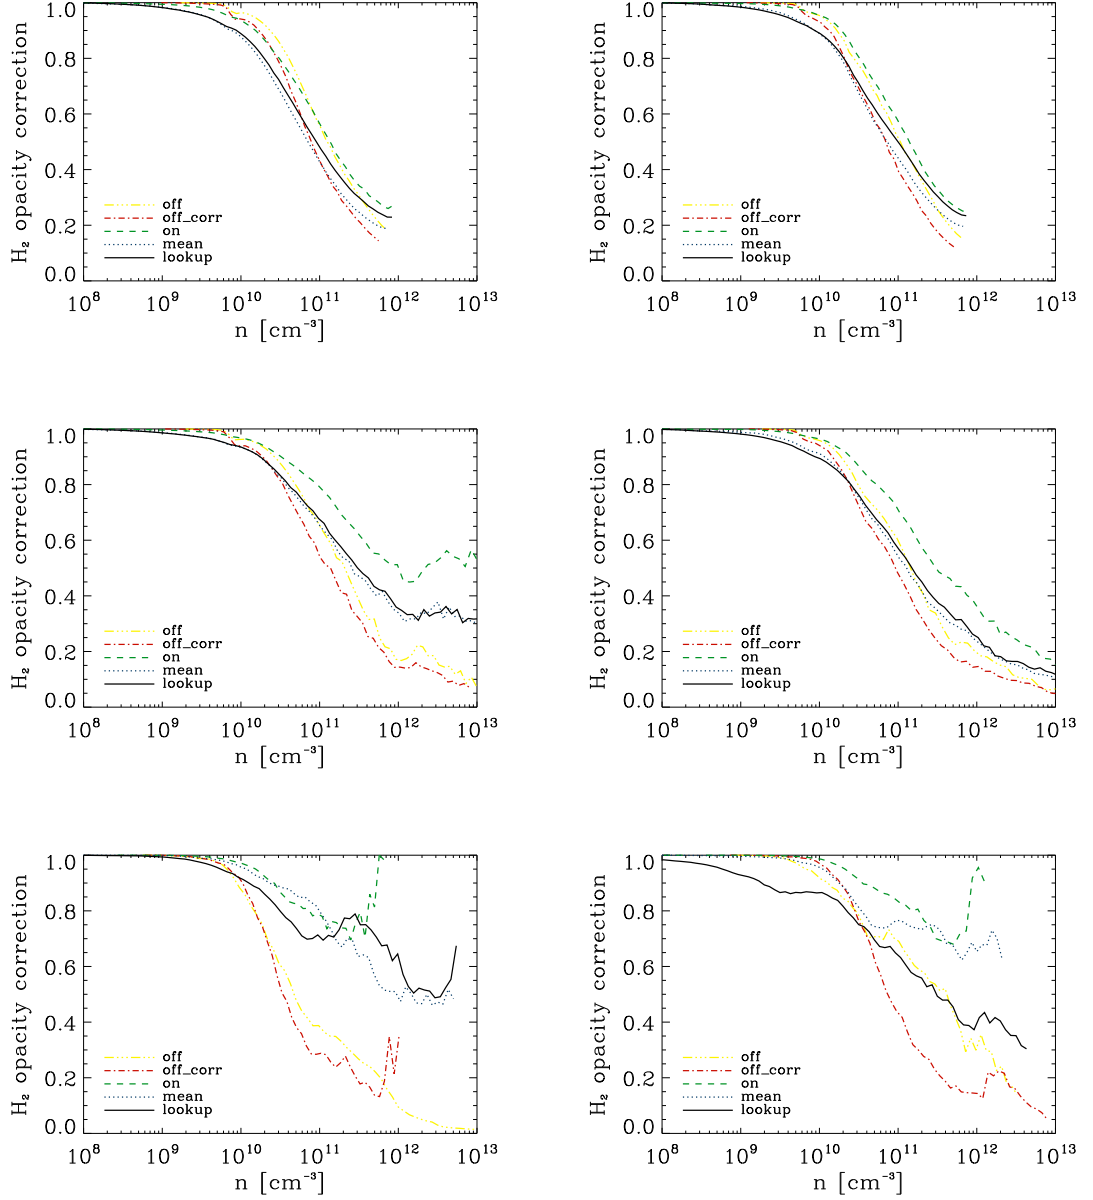 H₂ opacity correction
1.0
0.8
0.6
0.4
0.2
0.0
off
off_corr
on
mean
lookup
10⁸ 10⁹ 10¹⁰ 10¹¹ 10¹² 10¹³
n [cm⁻³]
H₂ opacity correction
1.0
0.8
0.6
0.4
0.2
0.0
off
off_corr
on
mean
lookup
10⁸ 10⁹ 10¹⁰ 10¹¹ 10¹² 10¹³
n [cm⁻³]
H₂ opacity correction
1.0
0.8
0.6
0.4
0.2
0.0
off
off_corr
on
mean
lookup
10⁸ 10⁹ 10¹⁰ 10¹¹ 10¹² 10¹³
n [cm⁻³]
H₂ opacity correction
1.0
0.8
0.6
0.4
0.2
0.0
off
off_corr
on
mean
lookup
10⁸ 10⁹ 10¹⁰ 10¹¹ 10¹² 10¹³
n [cm⁻³]
H₂ opacity correction
1.0
0.8
0.6
0.4
0.2
0.0
off
off_corr
on
mean
lookup
10⁸ 10⁹ 10¹⁰ 10¹¹ 10¹² 10¹³
n [cm⁻³]
H₂ opacity correction
1.0
0.8
0.6
0.4
0.2
0.0
off
off_corr
on
mean
lookup
10⁸ 10⁹ 10¹⁰ 10¹¹ 10¹² 10¹³
n [cm⁻³]